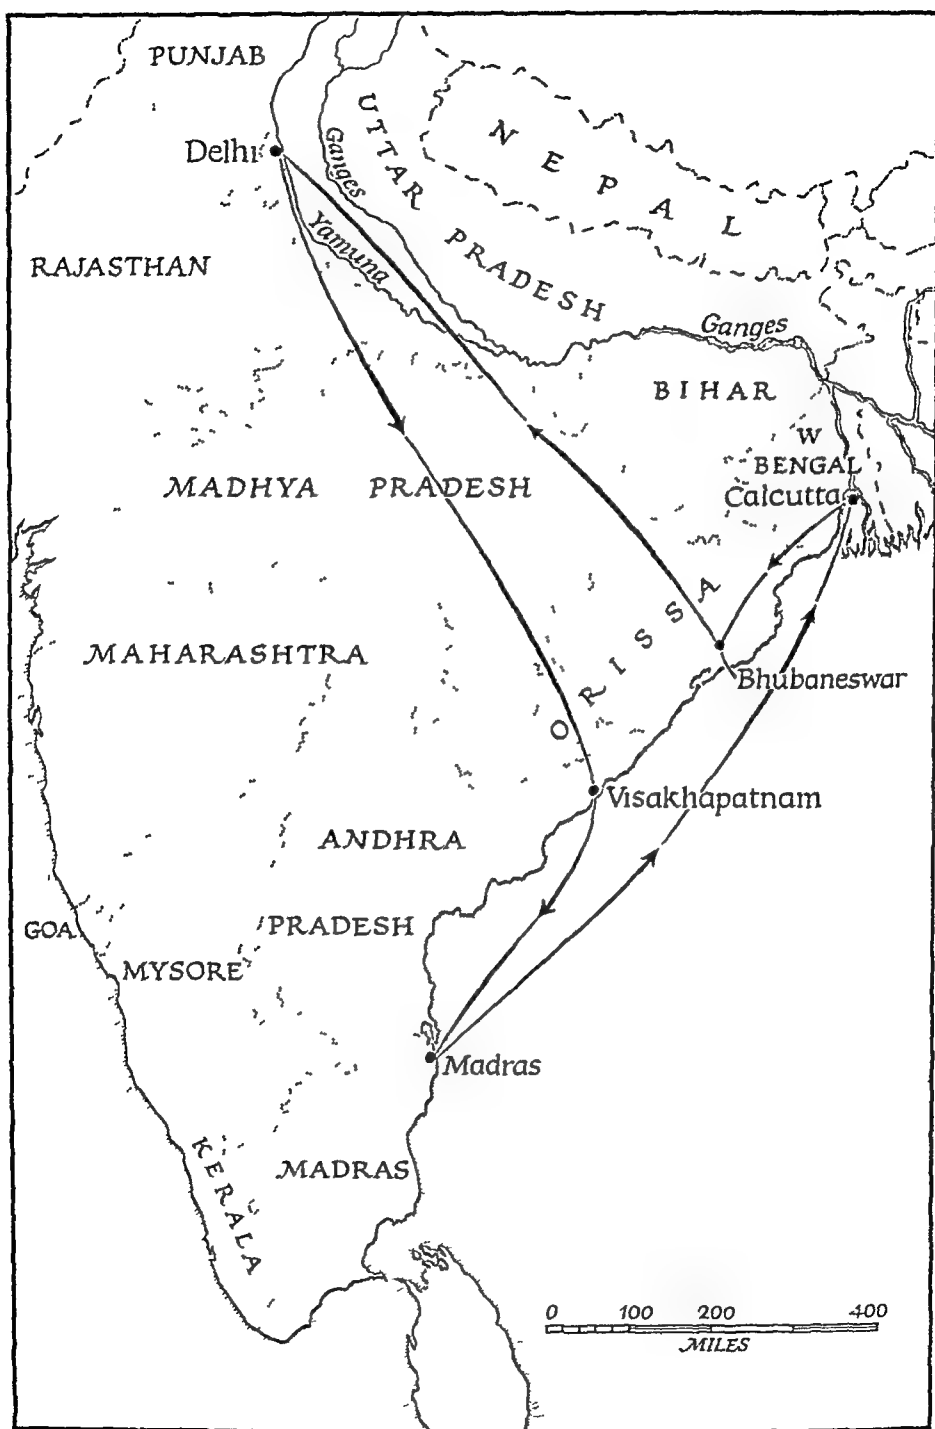 PUNJAB
Delhi
Ganges
UTTAR
PRADESH
NEPAL
Yamuna
RAJASTHAN
Ganges
BIHAR
W
BENGAL
Calcutta
MADHYA PRADESH
ORISSA
MAHARASHTRA
Bhubaneswar
Visakhapatnam
ANDHRA
PRADESH
GOA
MYSORE
Madras
MADRAS
KERALA
0 100 200 400
MILES